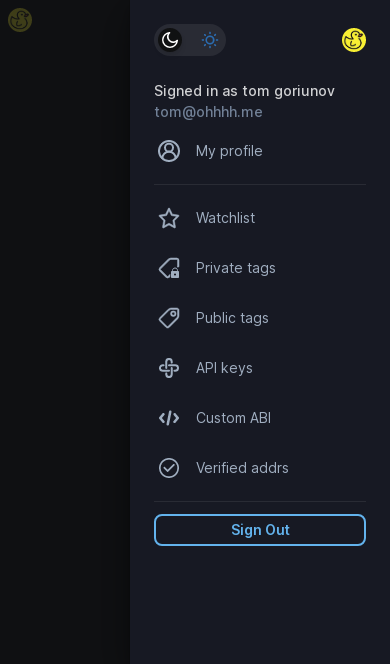 Signed in as tom goriunov
tom@ohhhh.me
My profile
Watchlist
Private tags
Public tags
API keys
Custom ABI
Verified addrs
Sign Out